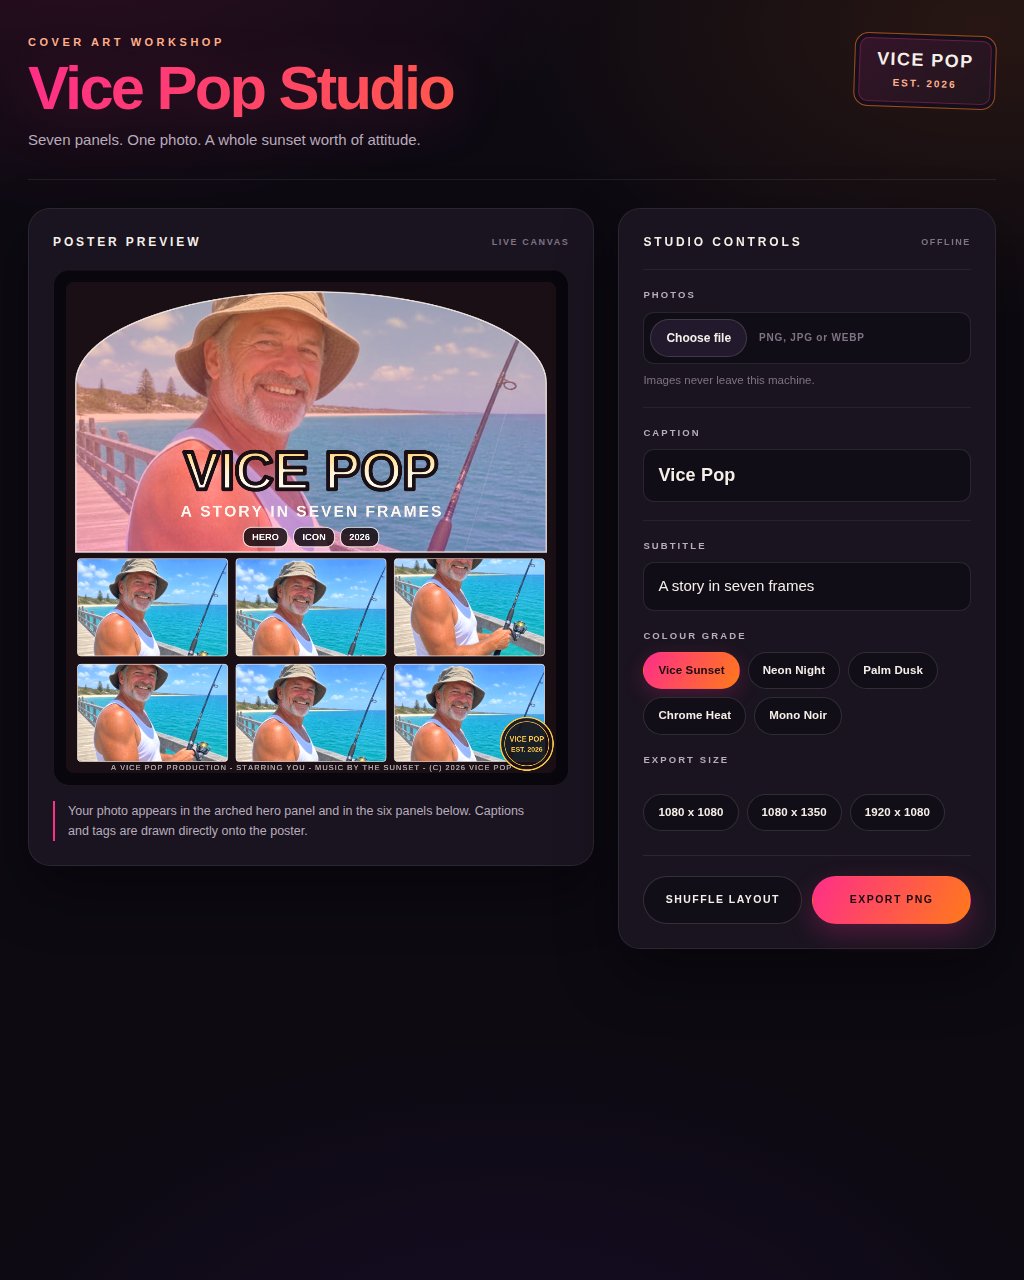 COVER ART WORKSHOP
Vice Pop Studio
Seven panels. One photo. A whole sunset worth of attitude.
VICE POP
EST. 2026
POSTER PREVIEW
LIVE CANVAS
VICE POP
A STORY IN SEVEN FRAMES
HERO
ICON
2026
VICE POP
EST. 2026
A VICE POP PRODUCTION - STARRING YOU - MUSIC BY THE SUNSET - (C) 2026 VICE POP
Your photo appears in the arched hero panel and in the six panels below. Captions
and tags are drawn directly onto the poster.
STUDIO CONTROLS
OFFLINE
PHOTOS
Choose file
PNG, JPG or WEBP
Images never leave this machine.
CAPTION
Vice Pop
SUBTITLE
A story in seven frames
COLOUR GRADE
Vice Sunset
Neon Night
Palm Dusk
Chrome Heat
Mono Noir
EXPORT SIZE
1080 x 1080
1080 x 1350
1920 x 1080
SHUFFLE LAYOUT
EXPORT PNG